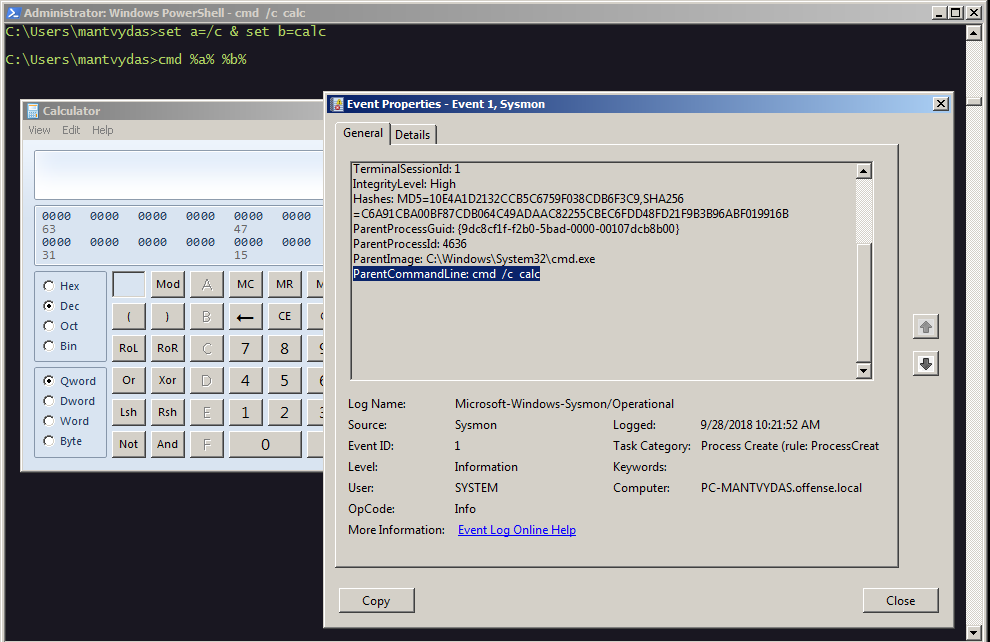 Administrator: Windows PowerShell - cmd /c calc
C:\Users\mantvydas>set a=/c & set b=calc
C:\Users\mantvydas>cmd %a% %b%
Calculator
View Edit Help
0000 0000 0000 0000 0000 0000
63 47
0000 0000 0000 0000 0000 0000
31 15
Hex
Dec
Oct
Bin
Qword
Dword
Word
Byte
Mod A MC MR
( ) B ← CE
RoL RoR C 7 8
Or Xor D 4 5
Lsh Rsh E 1 2
Not And F 0
Event Properties - Event 1, Sysmon
General Details
TerminalSessionId: 1
IntegrityLevel: High
Hashes: MD5=10E4A1D2132CCB5C6759F038CDB6F3C9,SHA256
=C6A91CBA00BF87CDB064C49ADAAC82255CBEC6FDD48FD21F9B3B96ABF019916B
ParentProcessGuid: {9dc8cf1f-f2b0-5bad-0000-00107dcb8b00}
ParentProcessId: 4636
ParentImage: C:\Windows\System32\cmd.exe
ParentCommandLine: cmd /c calc
Log Name: Microsoft-Windows-Sysmon/Operational
Source: Sysmon Logged: 9/28/2018 10:21:52 AM
Event ID: 1 Task Category: Process Create (rule: ProcessCreat
Level: Information Keywords:
User: SYSTEM Computer: PC-MANTVYDAS.offense.local
OpCode: Info
More Information: Event Log Online Help
Copy Close